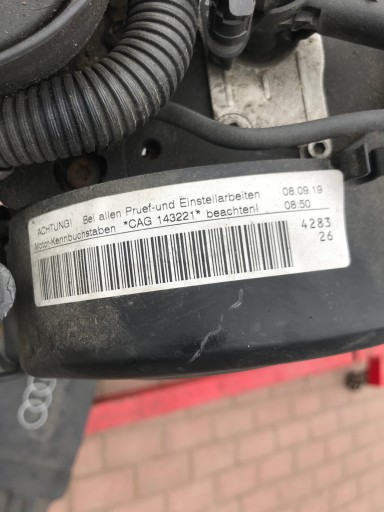 ACHTUNG! Bei allen Pruef-und Einstellarbeiten 08.09.19
Motor-Kennbuchstaben *CAG 143221* beachten! 08:50
4283
26